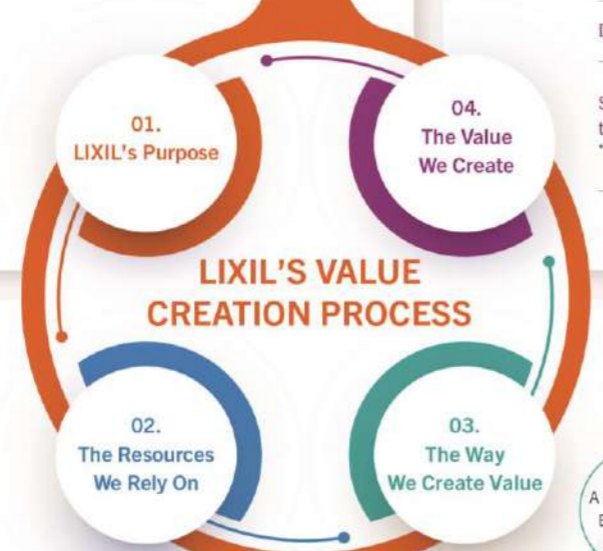 01.
LIXIL's Purpose
04.
The Value
We Create
LIXIL'S VALUE
CREATION PROCESS
02.
The Resources
We Rely On
03.
The Way
We Create Value
A